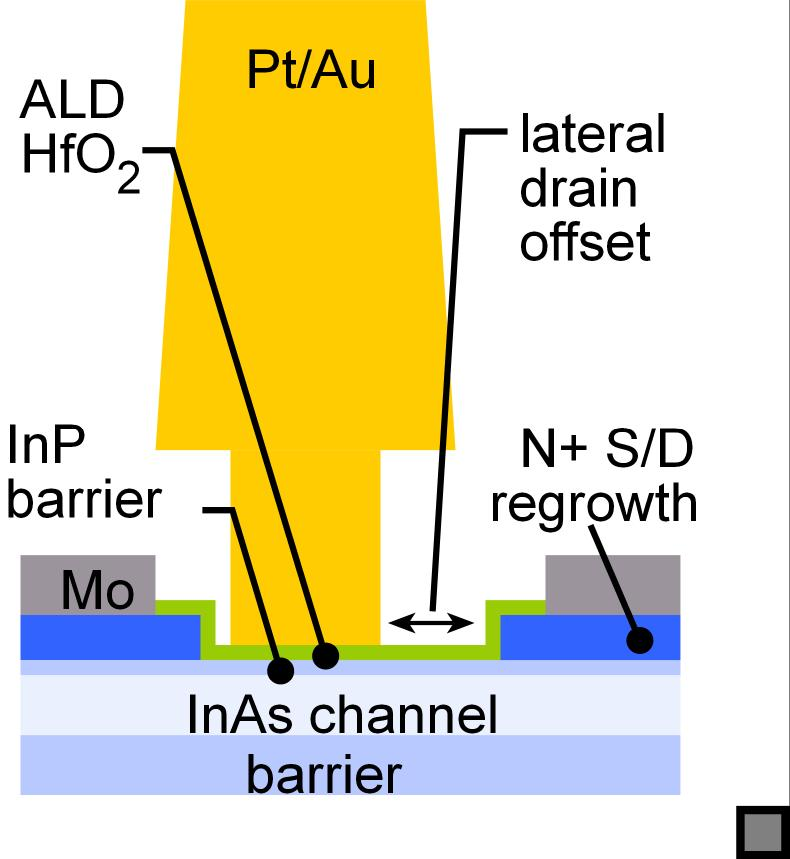 Pt/Au
ALD
HfO₂
lateral
drain
offset
InP
barrier
N+ S/D
regrowth
Mo
InAs channel
barrier